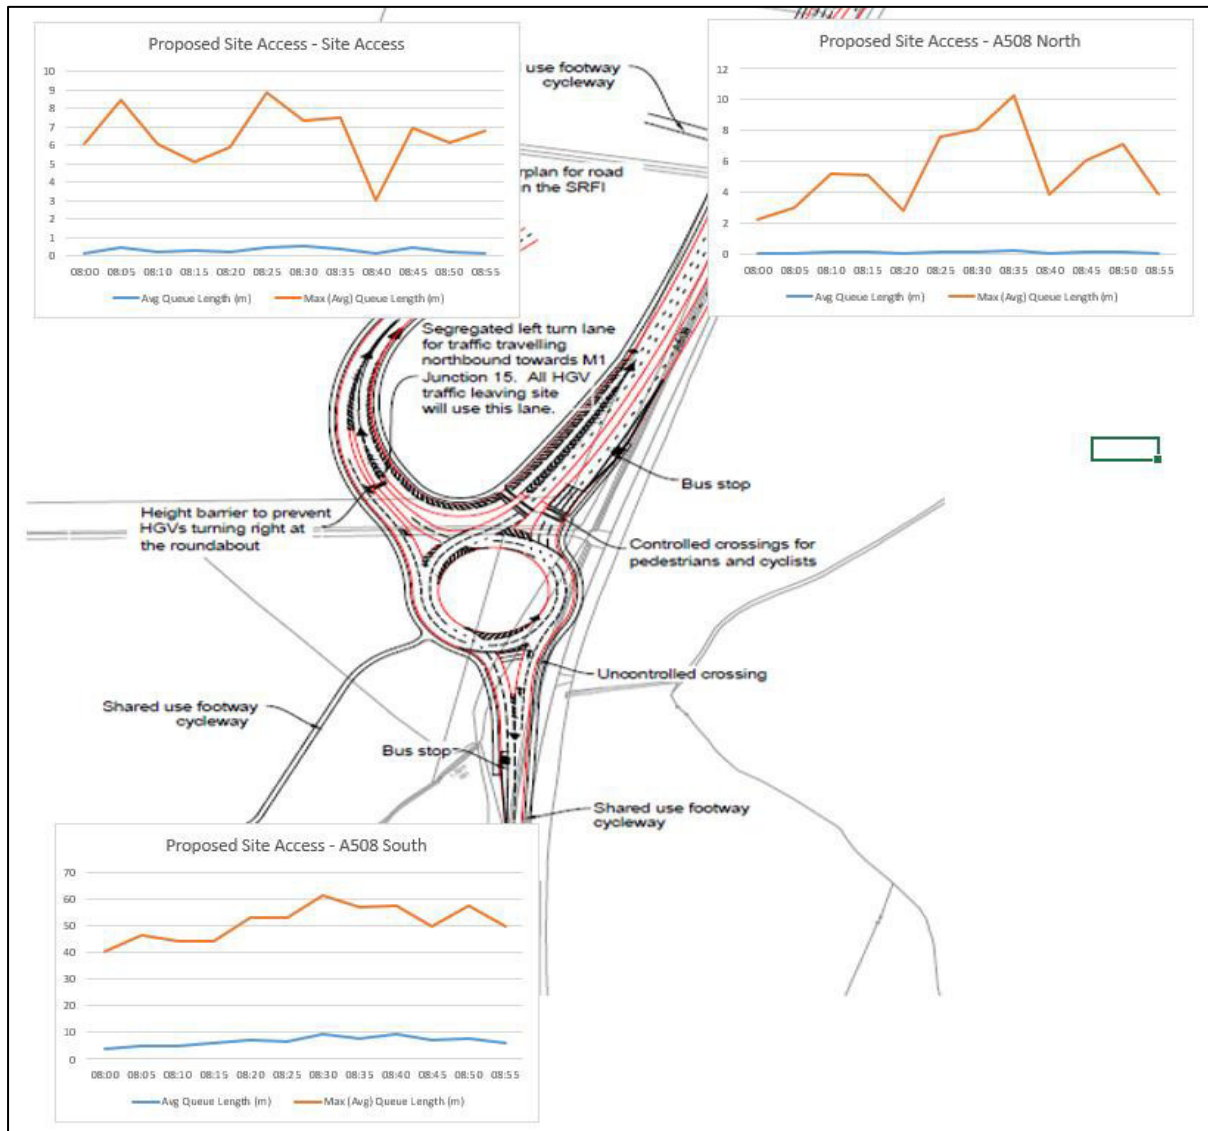 Proposed Site Access - Site Access
10
9
8
7
6
5
4
3
2
1
0
08:00 08:05 08:10 08:15 08:20 08:25 08:30 08:35 08:40 08:45 08:50 08:55
Avg Queue Length (m) Max (Avg) Queue Length (m)
use footway
cycleway
Proposed Site Access - A508 North
12
10
8
6
4
2
0
08:00 08:05 08:10 08:15 08:20 08:25 08:30 08:35 08:40 08:45 08:50 08:55
Avg Queue Length (m) Max (Avg) Queue Length (m)
rplan for road
n the SRFI
Segregated left turn lane
for traffic travelling
northbound towards M1
Junction 15. All HGV
traffic leaving site
will use this lane.
Bus stop
Height barrier to prevent
HGVs turning right at
the roundabout
Controlled crossings for
pedestrians and cyclists
Uncontrolled crossing
Shared use footway
cycleway
Bus stop
Shared use footway
cycleway
Proposed Site Access - A508 South
70
60
50
40
30
20
10
0
08:00 08:05 08:10 08:15 08:20 08:25 08:30 08:35 08:40 08:45 08:50 08:55
Avg Queue Length (m) Max (Avg) Queue Length (m)